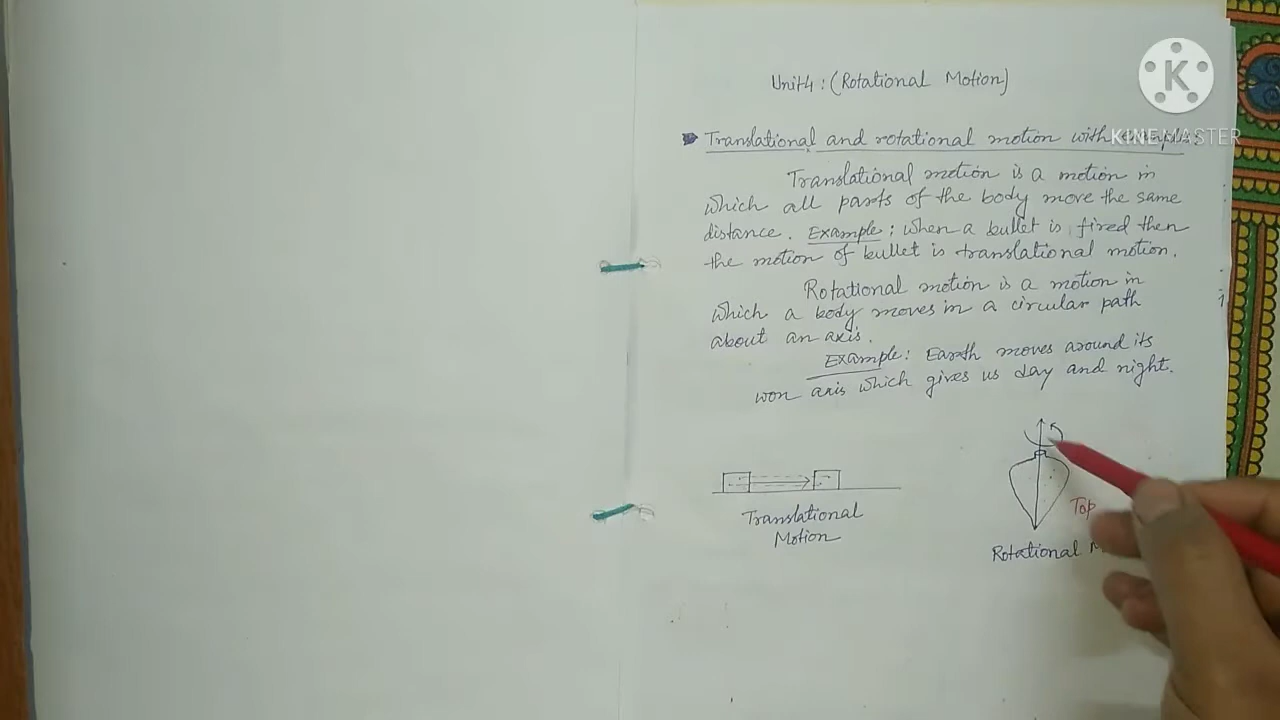 Unit4 : (Rotational Motion)
K
KINEMASTER
Translational and rotational motion with
Translational motion is a motion in
which all parts of the body move the same
distance. Example: when a bullet is fired then
the motion of bullet is translational motion.
Rotational motion is a motion in
which a body moves in a circular path
about an axis.
Example: Earth moves around its
won axis which gives us day and night.
Top
Translational
Motion
Rotational